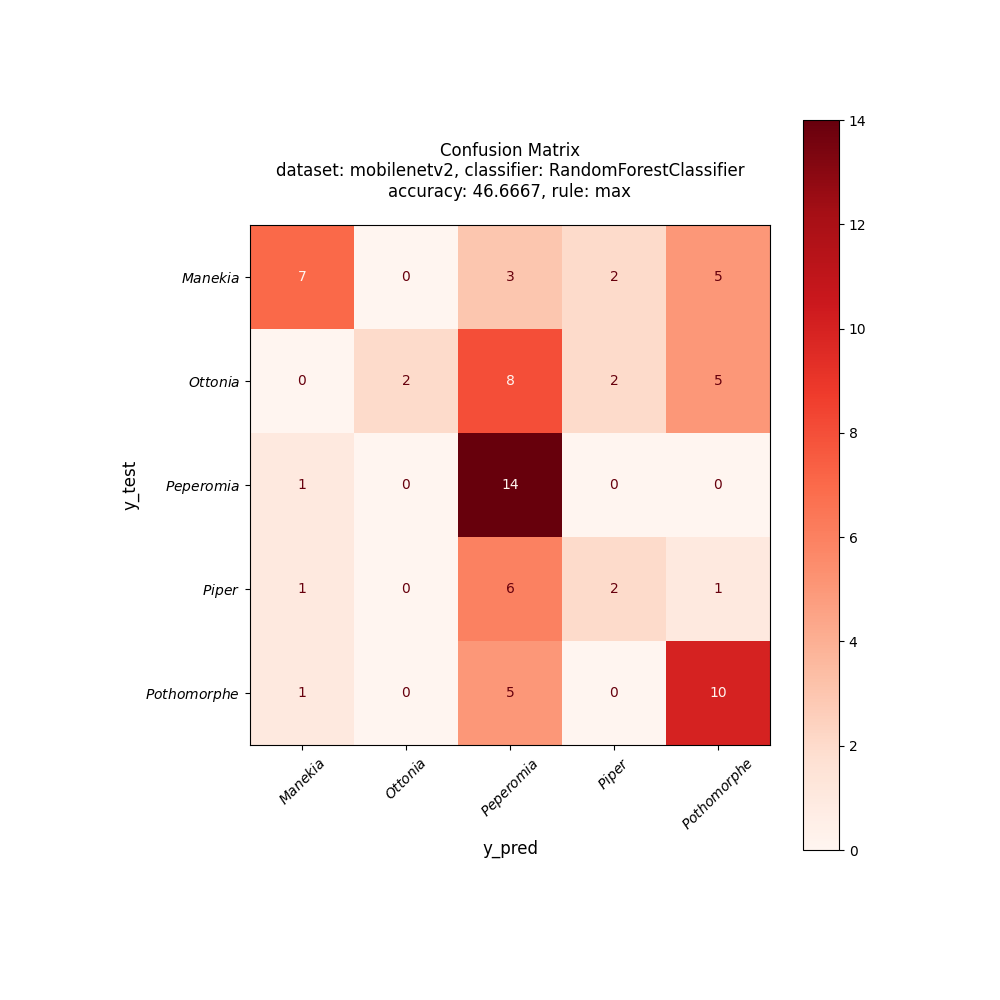 Confusion Matrix
dataset: mobilenetv2, classifier: RandomForestClassifier
accuracy: 46.6667, rule: max
y_test
Manekia 7 0 3 2 5
Ottonia 0 2 8 2 5
Peperomia 1 0 14 0 0
Piper 1 0 6 2 1
Pothomorphe 1 0 5 0 10
Manekia Ottonia Peperomia Piper Pothomorphe
y_pred
14
12
10
8
6
4
2
0